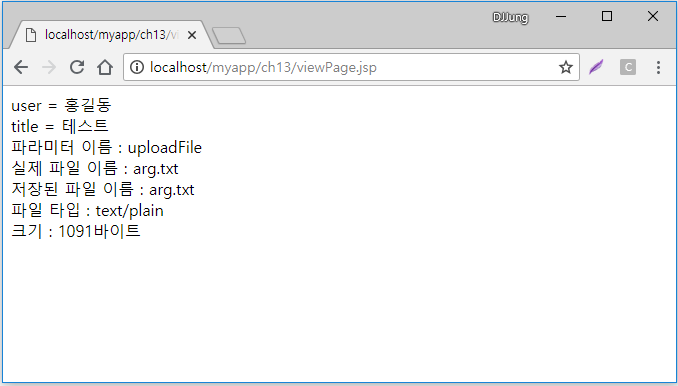 DJJung
localhost/myapp/ch13/vi
localhost/myapp/ch13/viewPage.jsp
C
user = 홍길동
title = 테스트
파라미터 이름 : uploadFile
실제 파일 이름 : arg.txt
저장된 파일 이름 : arg.txt
파일 타입 : text/plain
크기 : 1091바이트